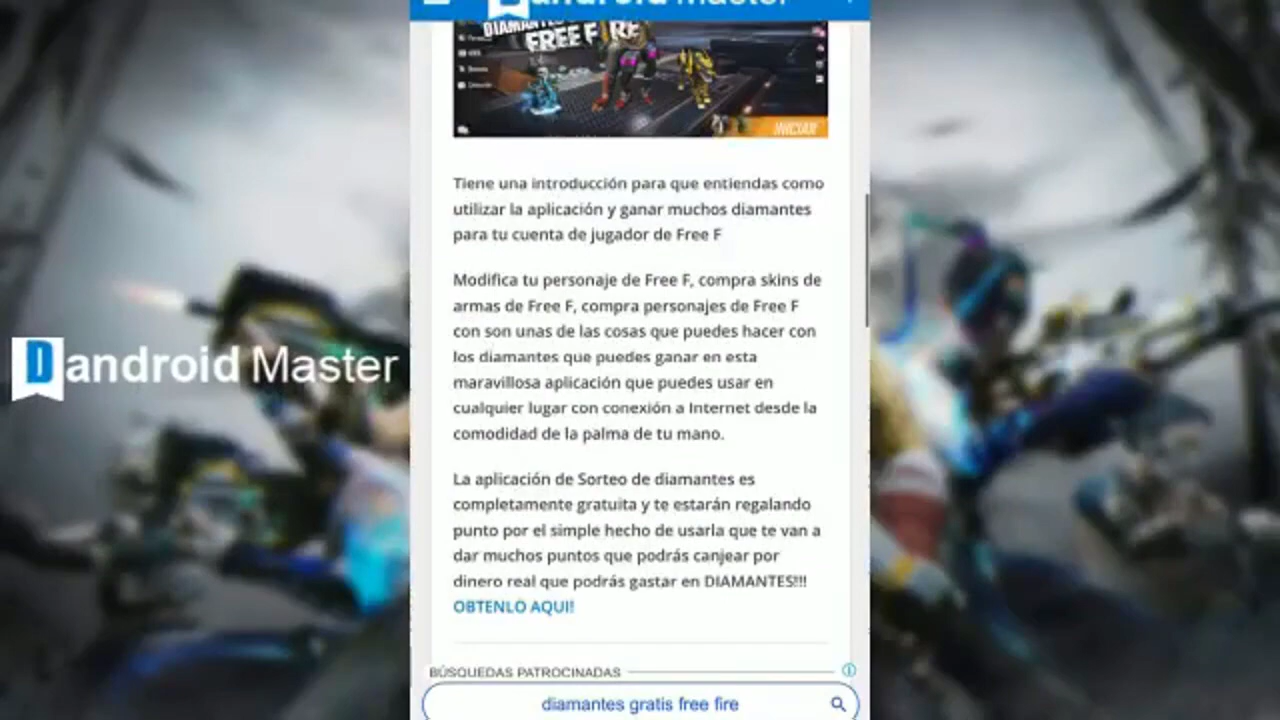 Dandroid Master
DIAMANTES
FREE FIRE
INICIAR
Tiene una introducción para que entiendas como
utilizar la aplicación y ganar muchos diamantes
para tu cuenta de jugador de Free F
Modifica tu personaje de Free F, compra skins de
armas de Free F, compra personajes de Free F
con son unas de las cosas que puedes hacer con
los diamantes que puedes ganar en esta
maravillosa aplicación que puedes usar en
cualquier lugar con conexión a Internet desde la
comodidad de la palma de tu mano.
Dandroid Master
La aplicación de Sorteo de diamantes es
completamente gratuita y te estarán regalando
punto por el simple hecho de usarla que te van a
dar muchos puntos que podrás canjear por
dinero real que podrás gastar en DIAMANTES!!!
OBTENLO AQUI!
BÚSQUEDAS PATROCINADAS
diamantes gratis free fire